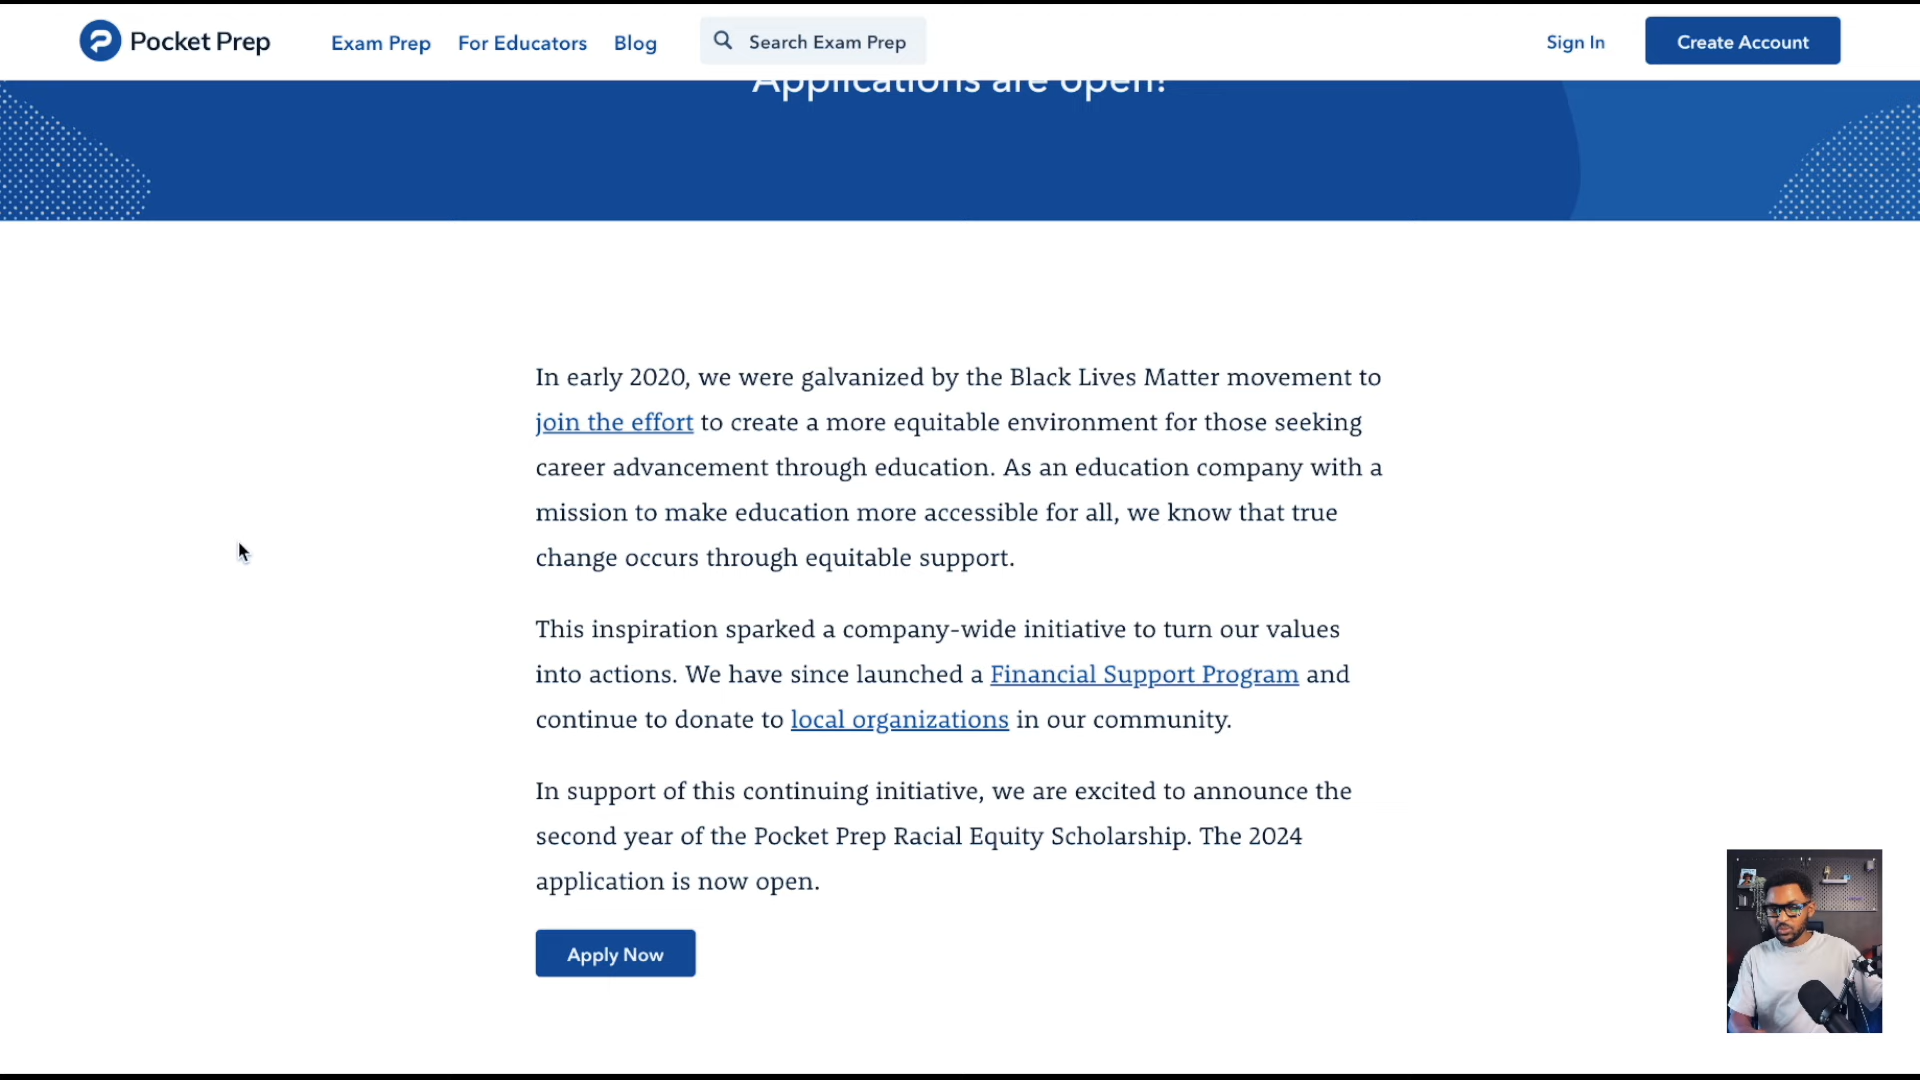 Pocket Prep
Exam Prep
For Educators
Blog
Search Exam Prep
Sign In
Create Account
Applications are open!
In early 2020, we were galvanized by the Black Lives Matter movement to
join the effort to create a more equitable environment for those seeking
career advancement through education. As an education company with a
mission to make education more accessible for all, we know that true
change occurs through equitable support.
This inspiration sparked a company-wide initiative to turn our values
into actions. We have since launched a Financial Support Program and
continue to donate to local organizations in our community.
In support of this continuing initiative, we are excited to announce the
second year of the Pocket Prep Racial Equity Scholarship. The 2024
application is now open.
Apply Now